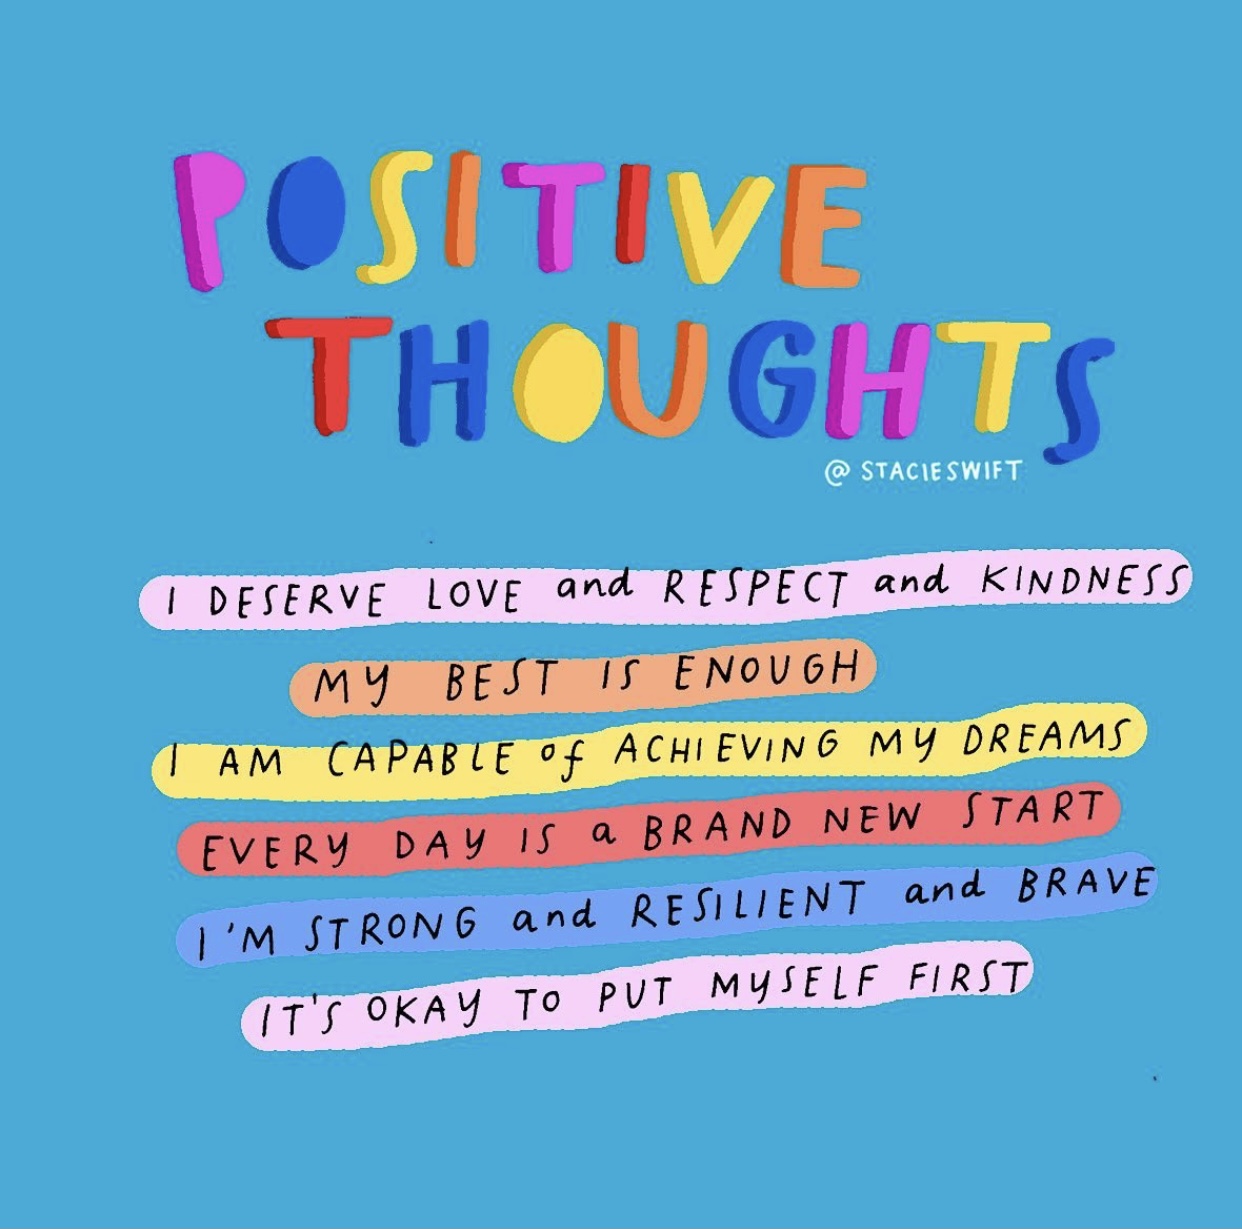 POSITIVE
THOUGHTS
@STACIESWIFT
I DESERVE LOVE and RESPECT and KINDNESS
MY BEST IS ENOUGH
I AM CAPABLE of ACHIEVING MY DREAMS
EVERY DAY IS a BRAND NEW START
I'M STRONG and RESILIENT and BRAVE
IT'S OKAY TO PUT MYSELF FIRST